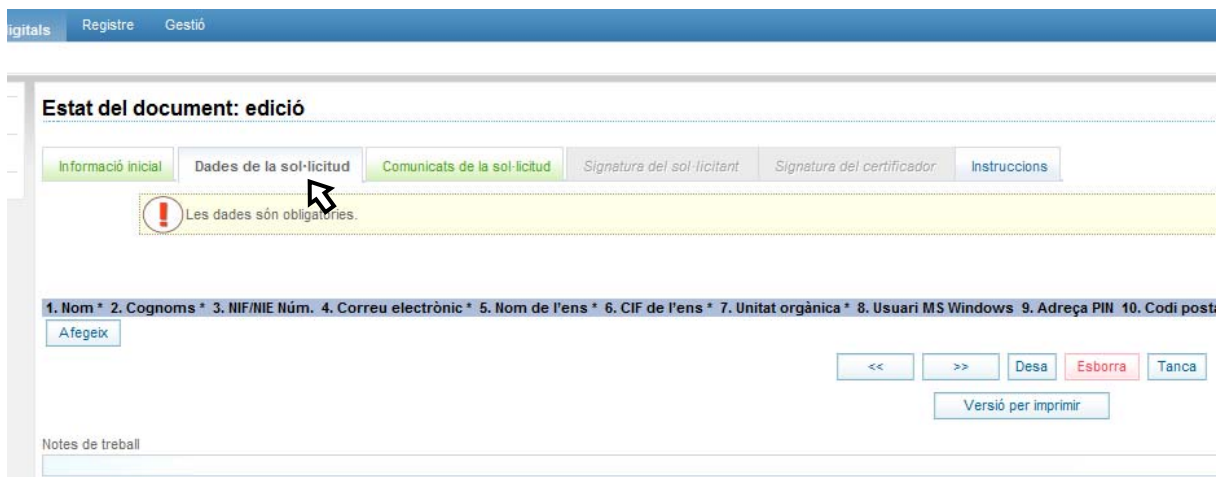 igitals Registre Gestió
Estat del document: edició
Informació inicial Dades de la sol·licitud Comunicats de la sol·licitud Signatura del sol·licitant Signatura del certificador Instruccions
Les dades són obligatòries.
1. Nom * 2. Cognoms * 3. NIF/NIE Núm. 4. Correu electrònic * 5. Nom de l'ens * 6. CIF de l'ens * 7. Unitat orgànica * 8. Usuari MS Windows 9. Adreça PIN 10. Codi posta
Afegeix
<< >> Desa Esborra Tanca
Versió per imprimir
Notes de treball